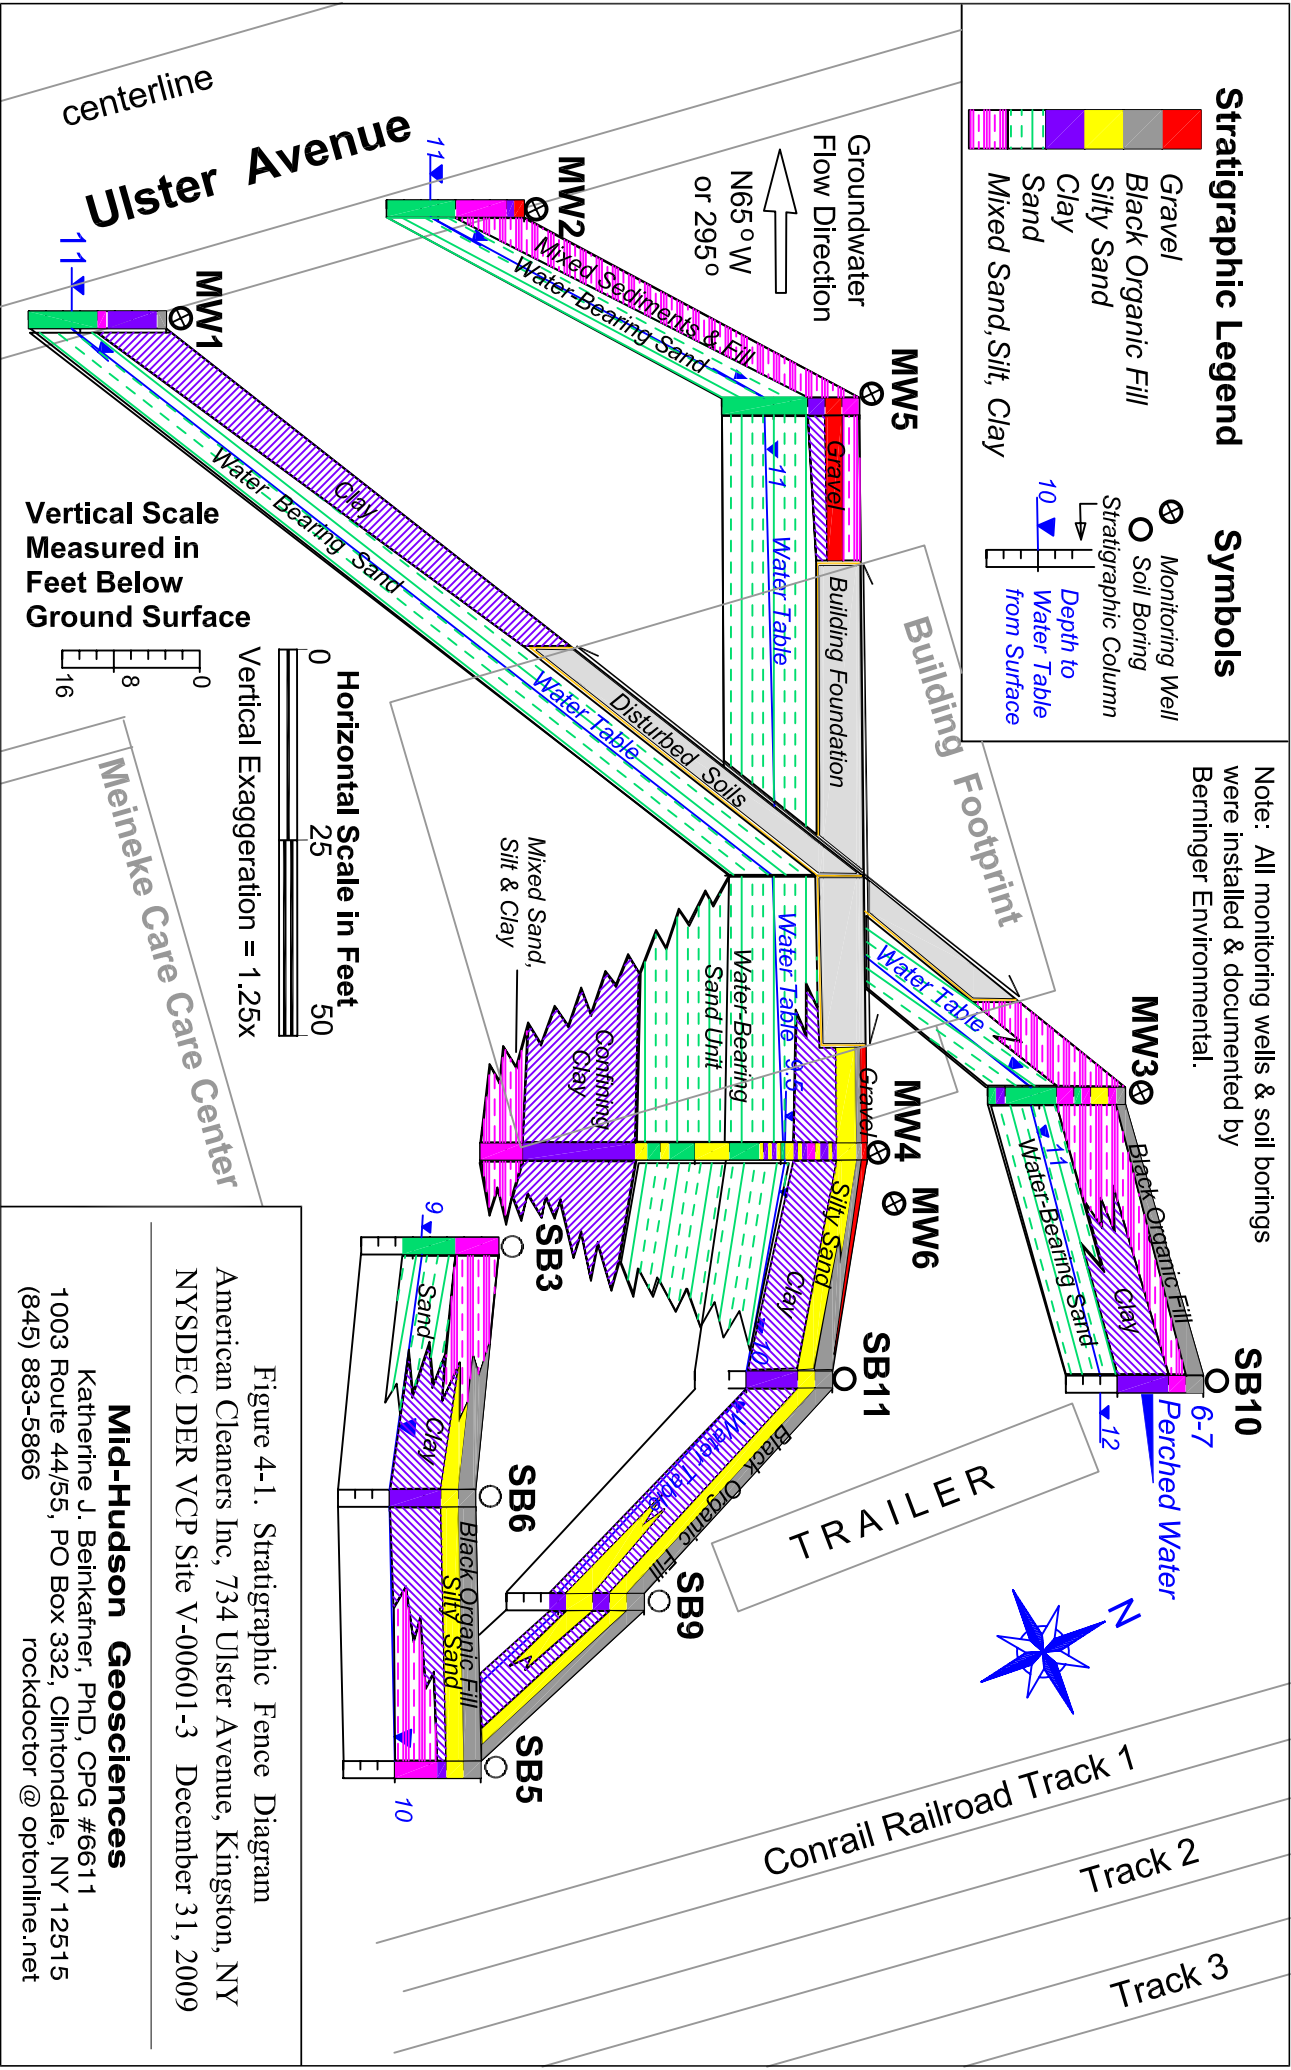 Stratigraphic Legend
Gravel
Black Organic Fill
Silty Sand
Clay
Sand
Mixed Sand, Silt, Clay
Symbols
Monitoring Well
Soil Boring
Stratigraphic Column
10
Depth to
Water Table
from Surface
Note: All monitoring wells & soil borings
were installed & documented by
Berninger Environmental.
Groundwater
Flow Direction
N65°W
or 295°
centerline
Ulster Avenue
11
MW2
Mixed Sediments & Fill
Water-Bearing Sand
MW5
Gravel
11
Water Table
Building Foundation
Building Footprint
11
MW1
Clay
Water Bearing Sand
Water Table
Disturbed Soils
Water Table
MW3
Black Organic Fill
Clay
11
Water-Bearing Sand
SB10
6-7
Perched Water
12
MW4
Gravel
MW6
Silty Sand
Clay
Water Table 9.5
Water-Bearing
Sand Unit
Confining
Clay
Mixed Sand,
Silt & Clay
SB11
10
Water Table
Black Organic Fill
SB9
SB3
9
Sand
Clay
SB6
Black Organic Fill
Silty Sand
SB5
10
TRAILER
N
Conrail Railroad Track 1
Track 2
Track 3
Vertical Scale
Measured in
Feet Below
Ground Surface
0
8
16
Horizontal Scale in Feet
0 25 50
Vertical Exaggeration = 1.25x
Meineke Care Care Center
Figure 4-1. Stratigraphic Fence Diagram
American Cleaners Inc, 734 Ulster Avenue, Kingston, NY
NYSDEC DER VCP Site V-00601-3 December 31, 2009
Mid-Hudson Geosciences
Katherine J. Beinkafner, PhD, CPG #6611
1003 Route 44/55, PO Box 332, Clintondale, NY 12515
(845) 883-5866 rockdoctor @ optonline.net